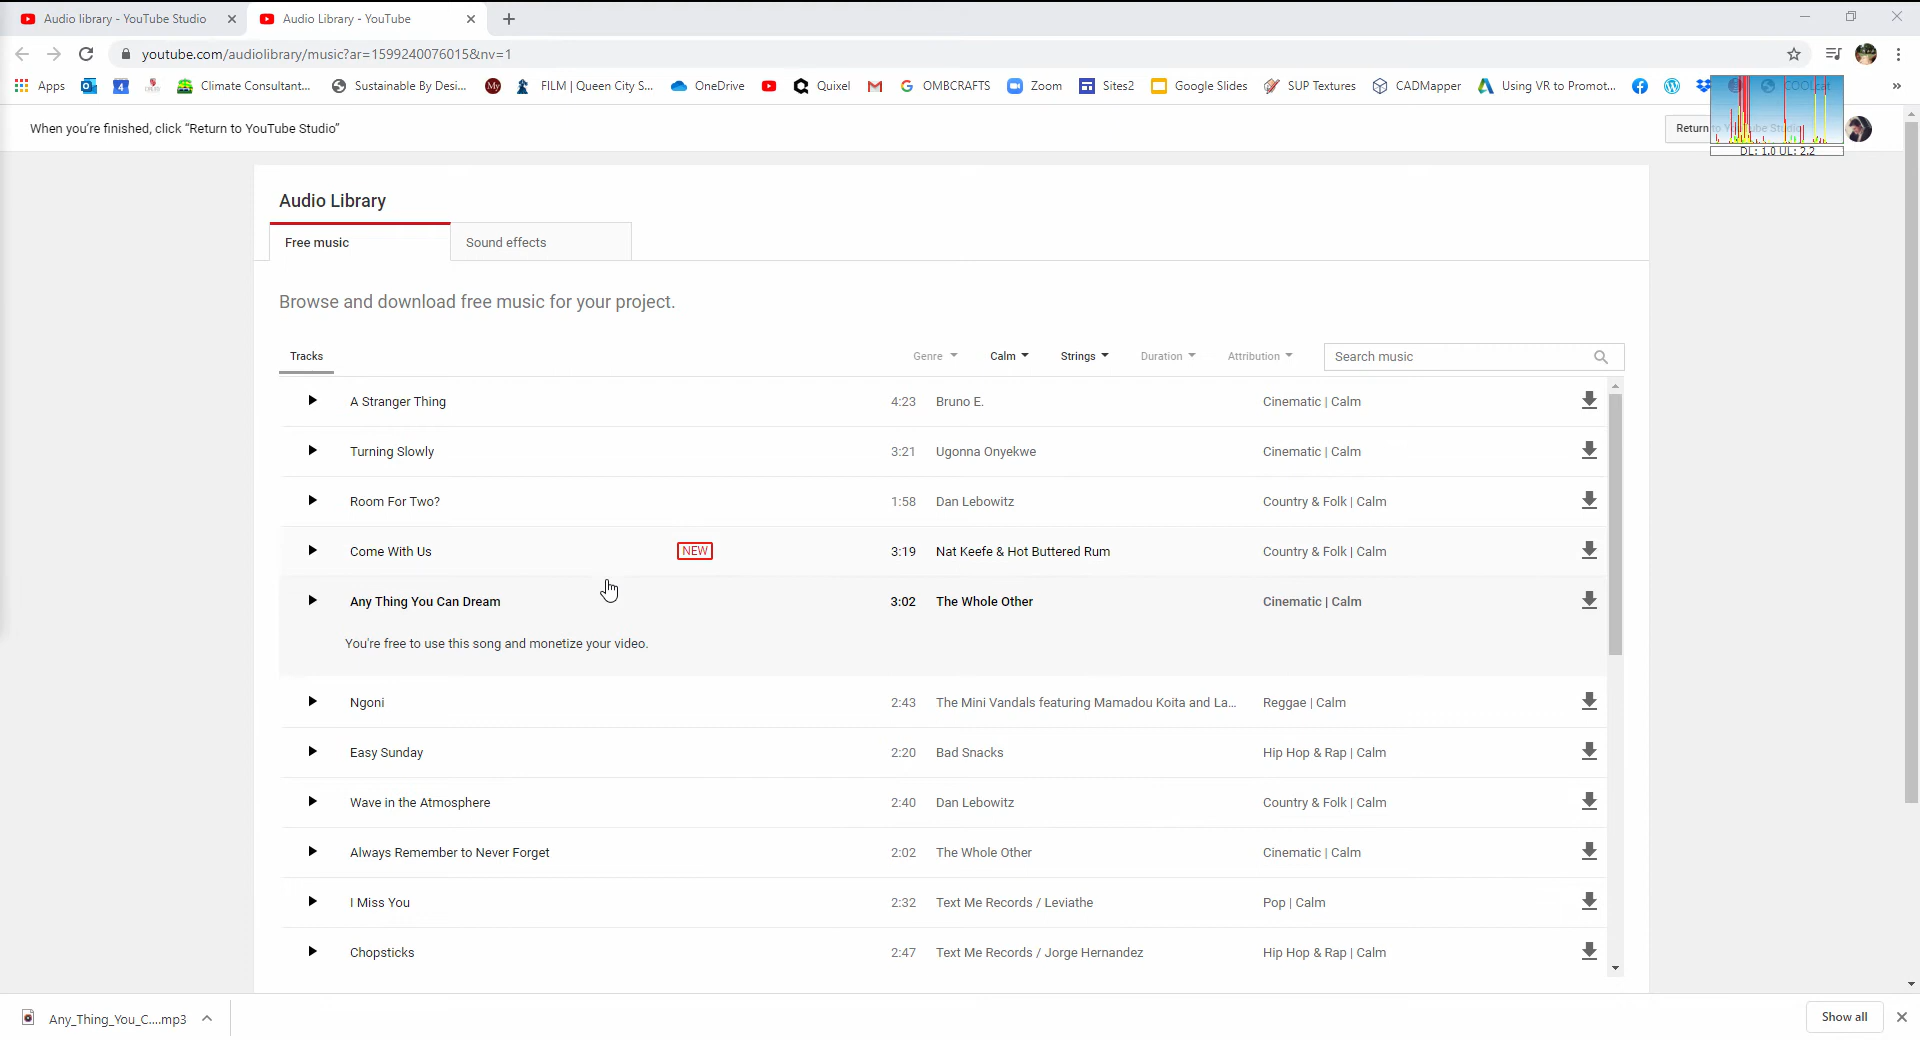 Audio library - YouTube Studio
Audio Library - YouTube
youtube.com/audiolibrary/music?ar=1599240076015&nv=1
Apps
4
Climate Consultant...
Sustainable By Desi...
My
FILM | Queen City S...
OneDrive
Quixel
OMBCRAFTS
Zoom
Sites2
Google Slides
SUP Textures
CADMapper
Using VR to Promot...
»
When you're finished, click “Return to YouTube Studio”
Return to YouTube Studio
DL: 1.0 UL: 2.2
Audio Library
Free music
Sound effects
Browse and download free music for your project.
Tracks
Genre
Calm
Strings
Duration
Attribution
Search music
A Stranger Thing 4:23 Bruno E. Cinematic | Calm
Turning Slowly 3:21 Ugonna Onyekwe Cinematic | Calm
Room For Two? 1:58 Dan Lebowitz Country & Folk | Calm
Come With Us NEW 3:19 Nat Keefe & Hot Buttered Rum Country & Folk | Calm
Any Thing You Can Dream 3:02 The Whole Other Cinematic | Calm
You're free to use this song and monetize your video.
Ngoni 2:43 The Mini Vandals featuring Mamadou Koita and La... Reggae | Calm
Easy Sunday 2:20 Bad Snacks Hip Hop & Rap | Calm
Wave in the Atmosphere 2:40 Dan Lebowitz Country & Folk | Calm
Always Remember to Never Forget 2:02 The Whole Other Cinematic | Calm
I Miss You 2:32 Text Me Records / Leviathe Pop | Calm
Chopsticks 2:47 Text Me Records / Jorge Hernandez Hip Hop & Rap | Calm
Any_Thing_You_C....mp3
Show all